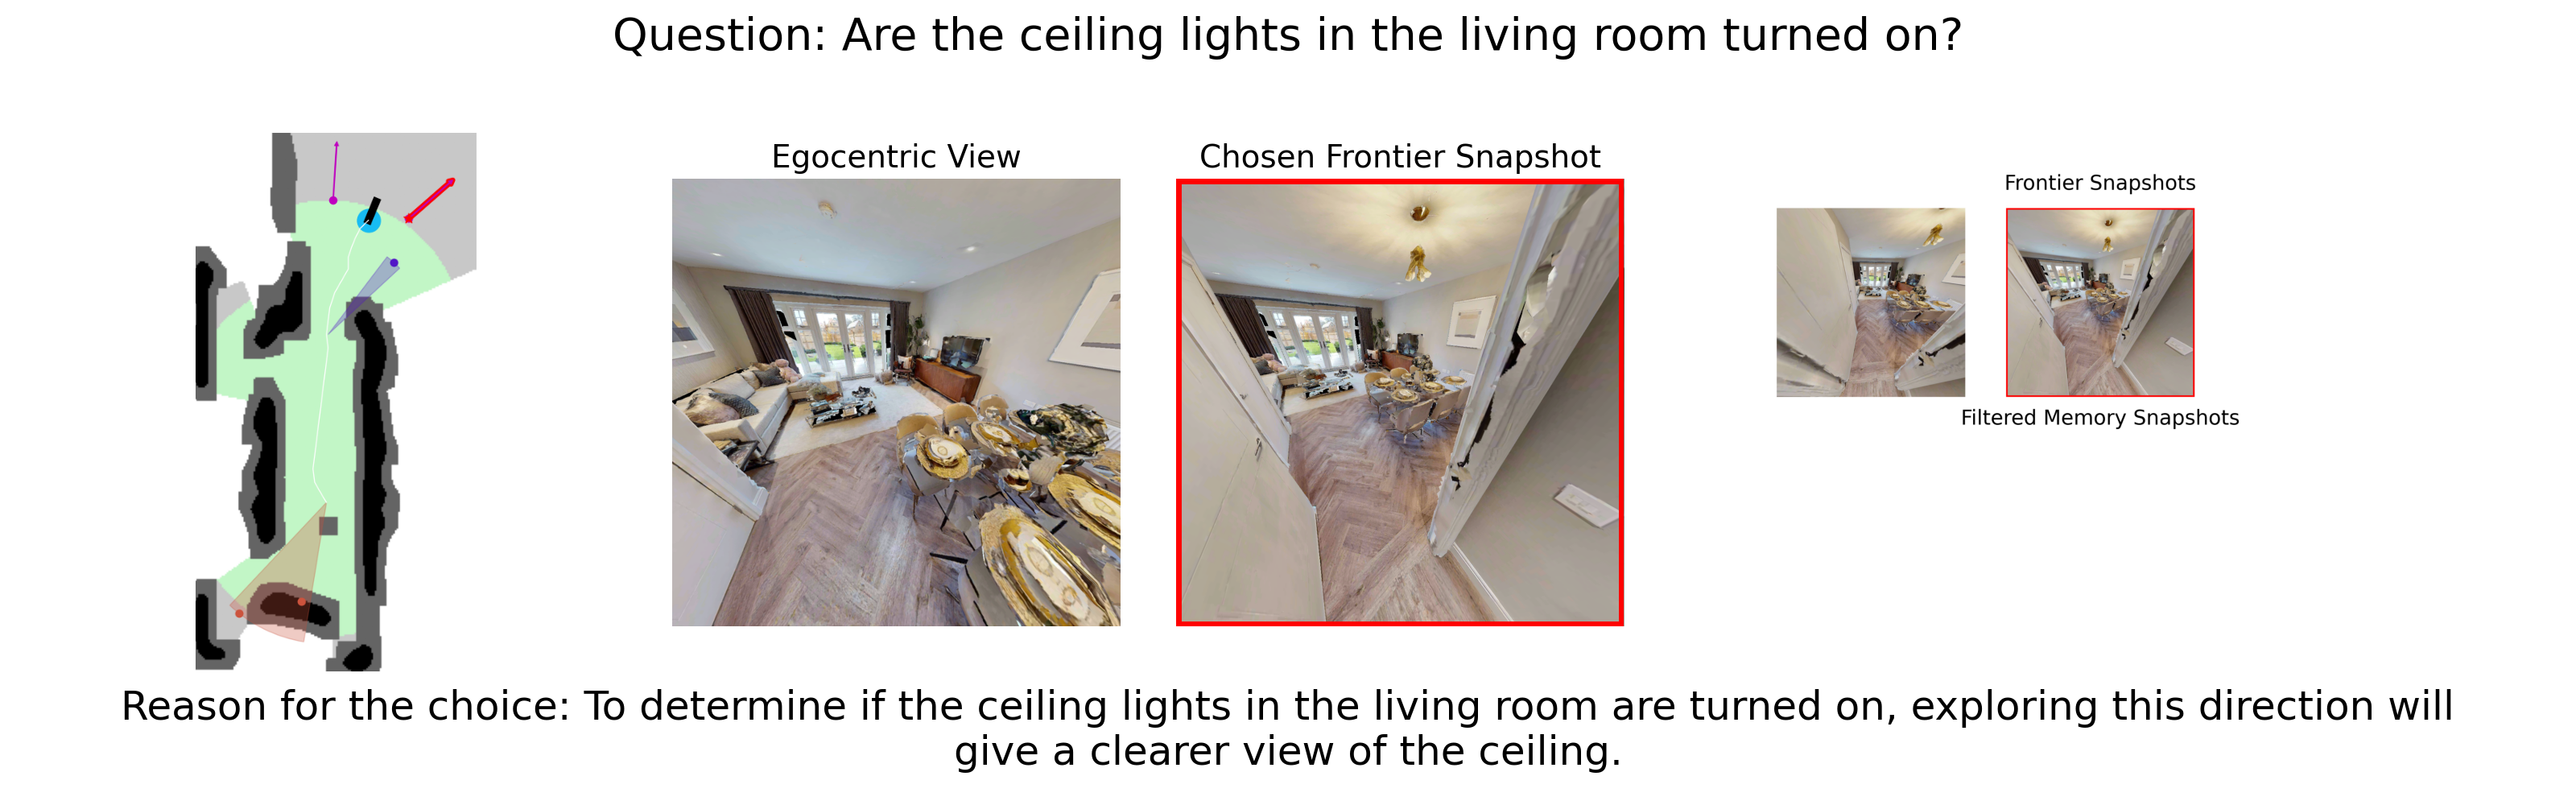 Question: Are the ceiling lights in the living room turned on?
Egocentric View
Chosen Frontier Snapshot
Frontier Snapshots
Filtered Memory Snapshots
Reason for the choice: To determine if the ceiling lights in the living room are turned on, exploring this direction will
give a clearer view of the ceiling.